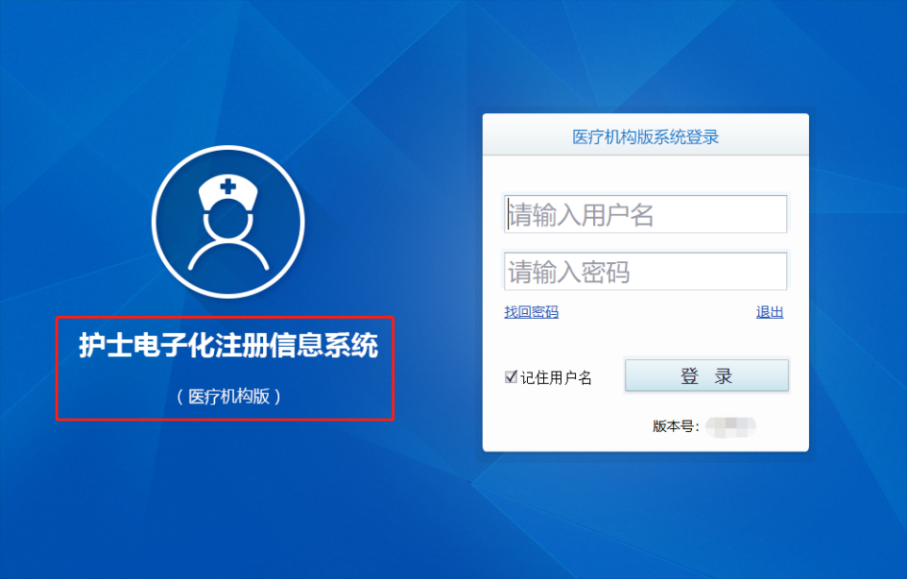 护士电子化注册信息系统
（医疗机构版）
医疗机构版系统登录
请输入用户名
请输入密码
找回密码 退出
记住用户名 登 录
版本号：